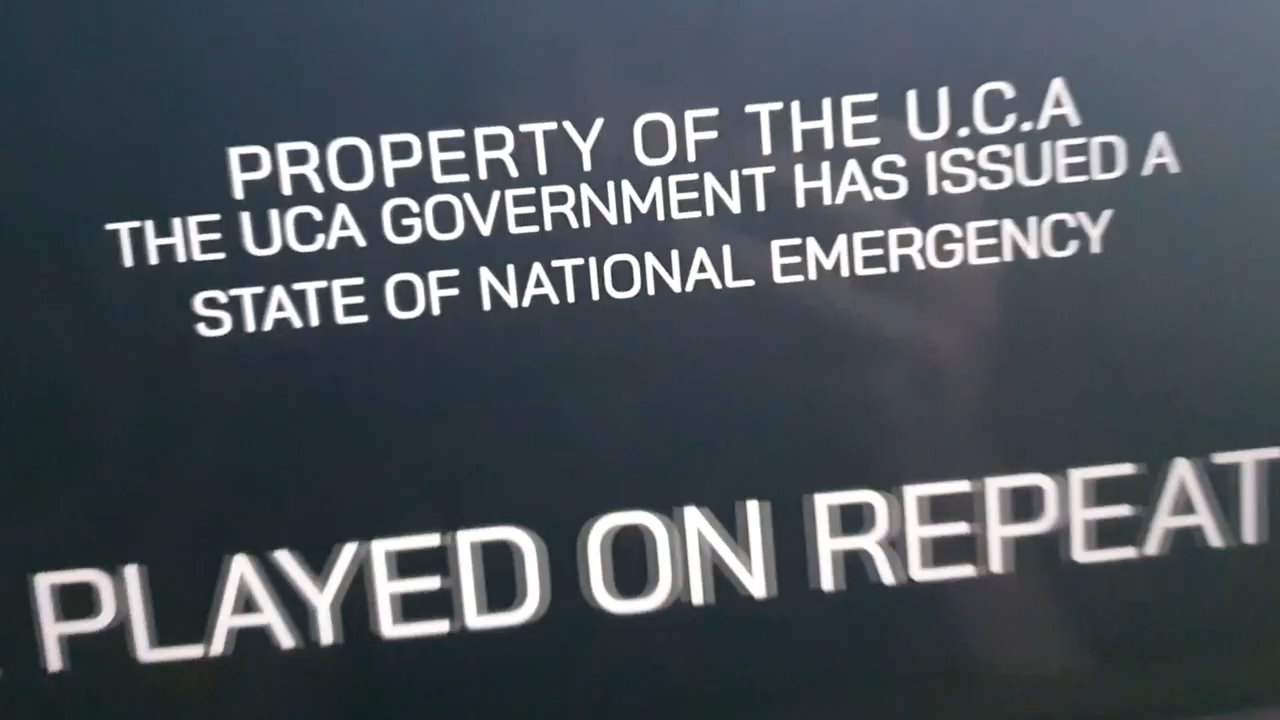 PROPERTY OF THE U.C.A
THE UCA GOVERNMENT HAS ISSUED A
STATE OF NATIONAL EMERGENCY
PLAYED ON REPEAT